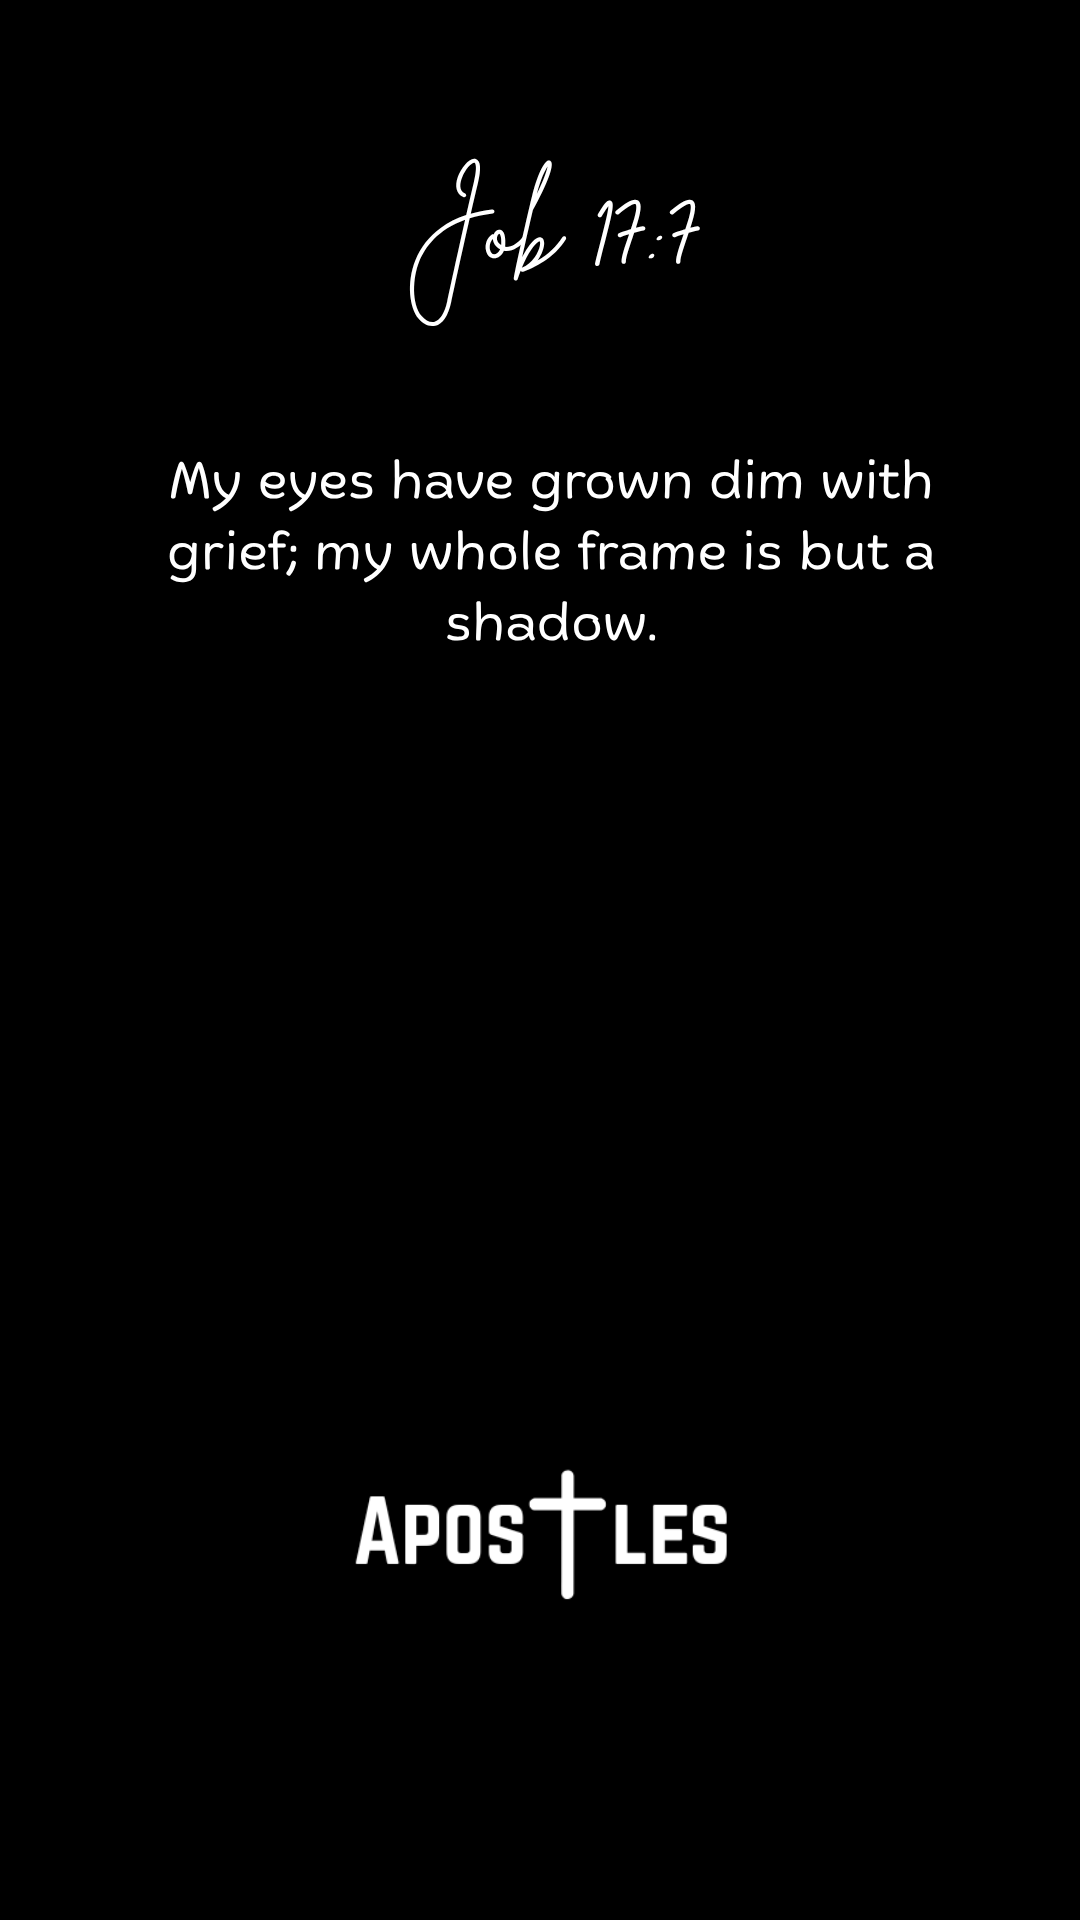 Job 17:7
My eyes have grown dim with
grief; my whole frame is but a
shadow.
Apostles